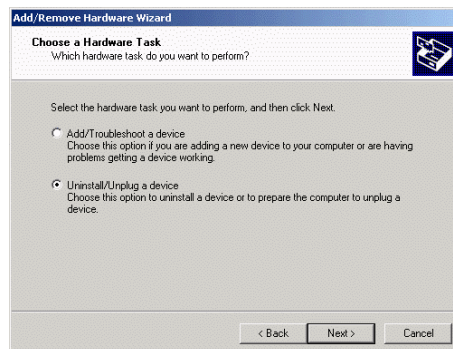 Add/Remove Hardware Wizard
Choose a Hardware Task
Which hardware task do you want to perform?
Select the hardware task you want to perform, and then click Next.
Add/Troubleshoot a device
Choose this option if you are adding a new device to your computer or are having
problems getting a device working.
Uninstall/Unplug a device
Choose this option to uninstall a device or to prepare the computer to unplug a
device.
< Back Next > Cancel